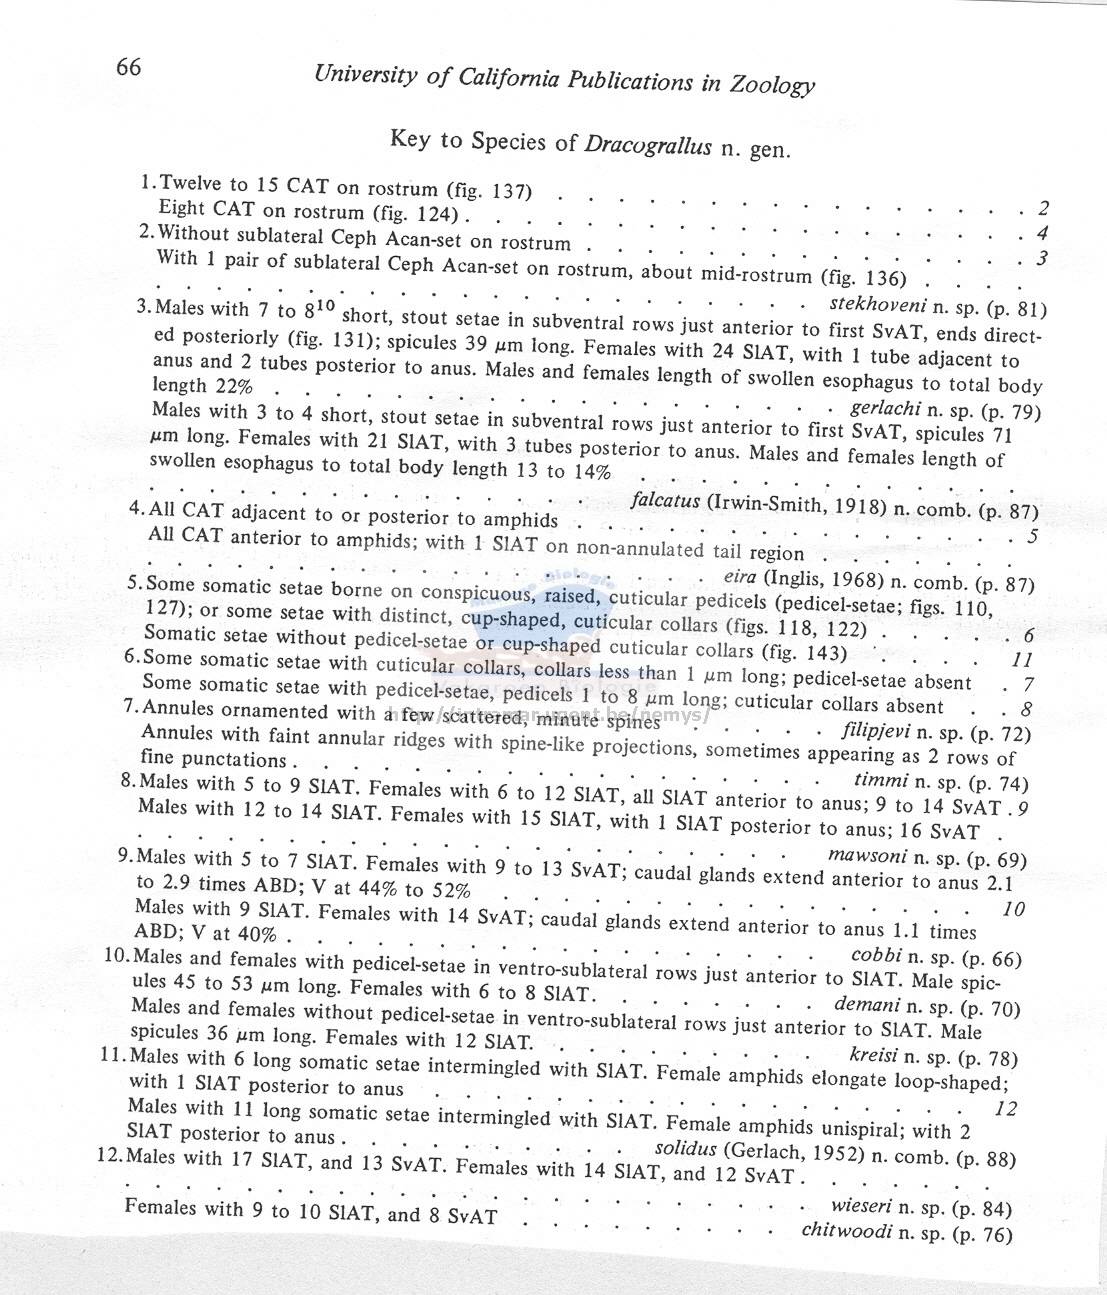 66
University of California Publications in Zoology
Key to Species of Dracograllus n. gen.
1. Twelve to 15 CAT on rostrum (fig. 137) . . . . . . . . . . . . . . . . 2
Eight CAT on rostrum (fig. 124) . . . . . . . . . . . . . . . . . . . 4
2. Without sublateral Ceph Acan-set on rostrum . . . . . . . . . . . . . . . 3
With 1 pair of sublateral Ceph Acan-set on rostrum, about mid-rostrum (fig. 136) . . . .
. . . . . . . . . . . . . . . . . . . . . . stekhoveni n. sp. (p. 81)
3. Males with 7 to 8¹⁰ short, stout setae in subventral rows just anterior to first SvAT, ends direct-
ed posteriorly (fig. 131); spicules 39 μm long. Females with 24 SlAT, with 1 tube adjacent to
anus and 2 tubes posterior to anus. Males and females length of swollen esophagus to total body
length 22% . . . . . . . . . . . . . . . . . . . gerlachi n. sp. (p. 79)
Males with 3 to 4 short, stout setae in subventral rows just anterior to first SvAT, spicules 71
μm long. Females with 21 SlAT, with 3 tubes posterior to anus. Males and females length of
swollen esophagus to total body length 13 to 14% . . . . . . . . . . . . .
. . . . . . . . . . . . . . . falcatus (Irwin-Smith, 1918) n. comb. (p. 87)
4. All CAT adjacent to or posterior to amphids . . . . . . . . . . . . . . . 5
All CAT anterior to amphids; with 1 SlAT on non-annulated tail region . . . . . . .
. . . . . . . . . . . . . . . . . . . eira (Inglis, 1968) n. comb. (p. 87)
5. Some somatic setae borne on conspicuous, raised, cuticular pedicels (pedicel-setae; figs. 110,
127); or some setae with distinct, cup-shaped, cuticular collars (figs. 118, 122) . . . . . 6
Somatic setae without pedicel-setae or cup-shaped cuticular collars (fig. 143) . . . . 11
6. Some somatic setae with cuticular collars, collars less than 1 μm long; pedicel-setae absent . 7
Some somatic setae with pedicel-setae, pedicels 1 to 8 μm long; cuticular collars absent . . 8
7. Annules ornamented with a few scattered, minute spines . . . . . filipjevi n. sp. (p. 72)
Annules with faint annular ridges with spine-like projections, sometimes appearing as 2 rows of
fine punctations . . . . . . . . . . . . . . . . . . timmi n. sp. (p. 74)
8. Males with 5 to 9 SlAT. Females with 6 to 12 SlAT, all SlAT anterior to anus; 9 to 14 SvAT . 9
Males with 12 to 14 SlAT. Females with 15 SlAT, with 1 SlAT posterior to anus; 16 SvAT .
. . . . . . . . . . . . . . . . . . . . . . mawsoni n. sp. (p. 69)
9. Males with 5 to 7 SlAT. Females with 9 to 13 SvAT; caudal glands extend anterior to anus 2.1
to 2.9 times ABD; V at 44% to 52% . . . . . . . . . . . . . . . . 10
Males with 9 SlAT. Females with 14 SvAT; caudal glands extend anterior to anus 1.1 times
ABD; V at 40% . . . . . . . . . . . . . . . . . . . cobbi n. sp. (p. 66)
10. Males and females with pedicel-setae in ventro-sublateral rows just anterior to SlAT. Male spic-
ules 45 to 53 μm long. Females with 6 to 8 SlAT. . . . . . . . demani n. sp. (p. 70)
Males and females without pedicel-setae in ventro-sublateral rows just anterior to SlAT. Male
spicules 36 μm long. Females with 12 SlAT. . . . . . . . . . kreisi n. sp. (p. 78)
11. Males with 6 long somatic setae intermingled with SlAT. Female amphids elongate loop-shaped;
with 1 SlAT posterior to anus . . . . . . . . . . . . . . . . . . 12
Males with 11 long somatic setae intermingled with SlAT. Female amphids unispiral; with 2
SlAT posterior to anus . . . . . . . . . . solidus (Gerlach, 1952) n. comb. (p. 88)
12. Males with 17 SlAT, and 13 SvAT. Females with 14 SlAT, and 12 SvAT . . . . . . .
. . . . . . . . . . . . . . . . . . . . . . wieseri n. sp. (p. 84)
Females with 9 to 10 SlAT, and 8 SvAT . . . . . . . . . chitwoodi n. sp. (p. 76)